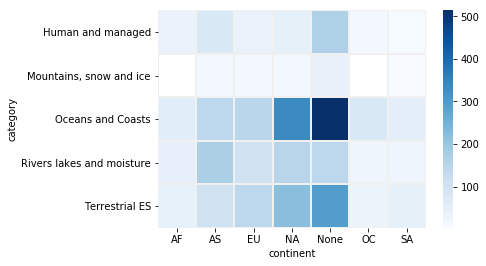 Human and managed
Mountains, snow and ice
Oceans and Coasts
Rivers lakes and moisture
Terrestrial ES
category
AF AS EU NA None OC SA
continent
500
400
300
200
100